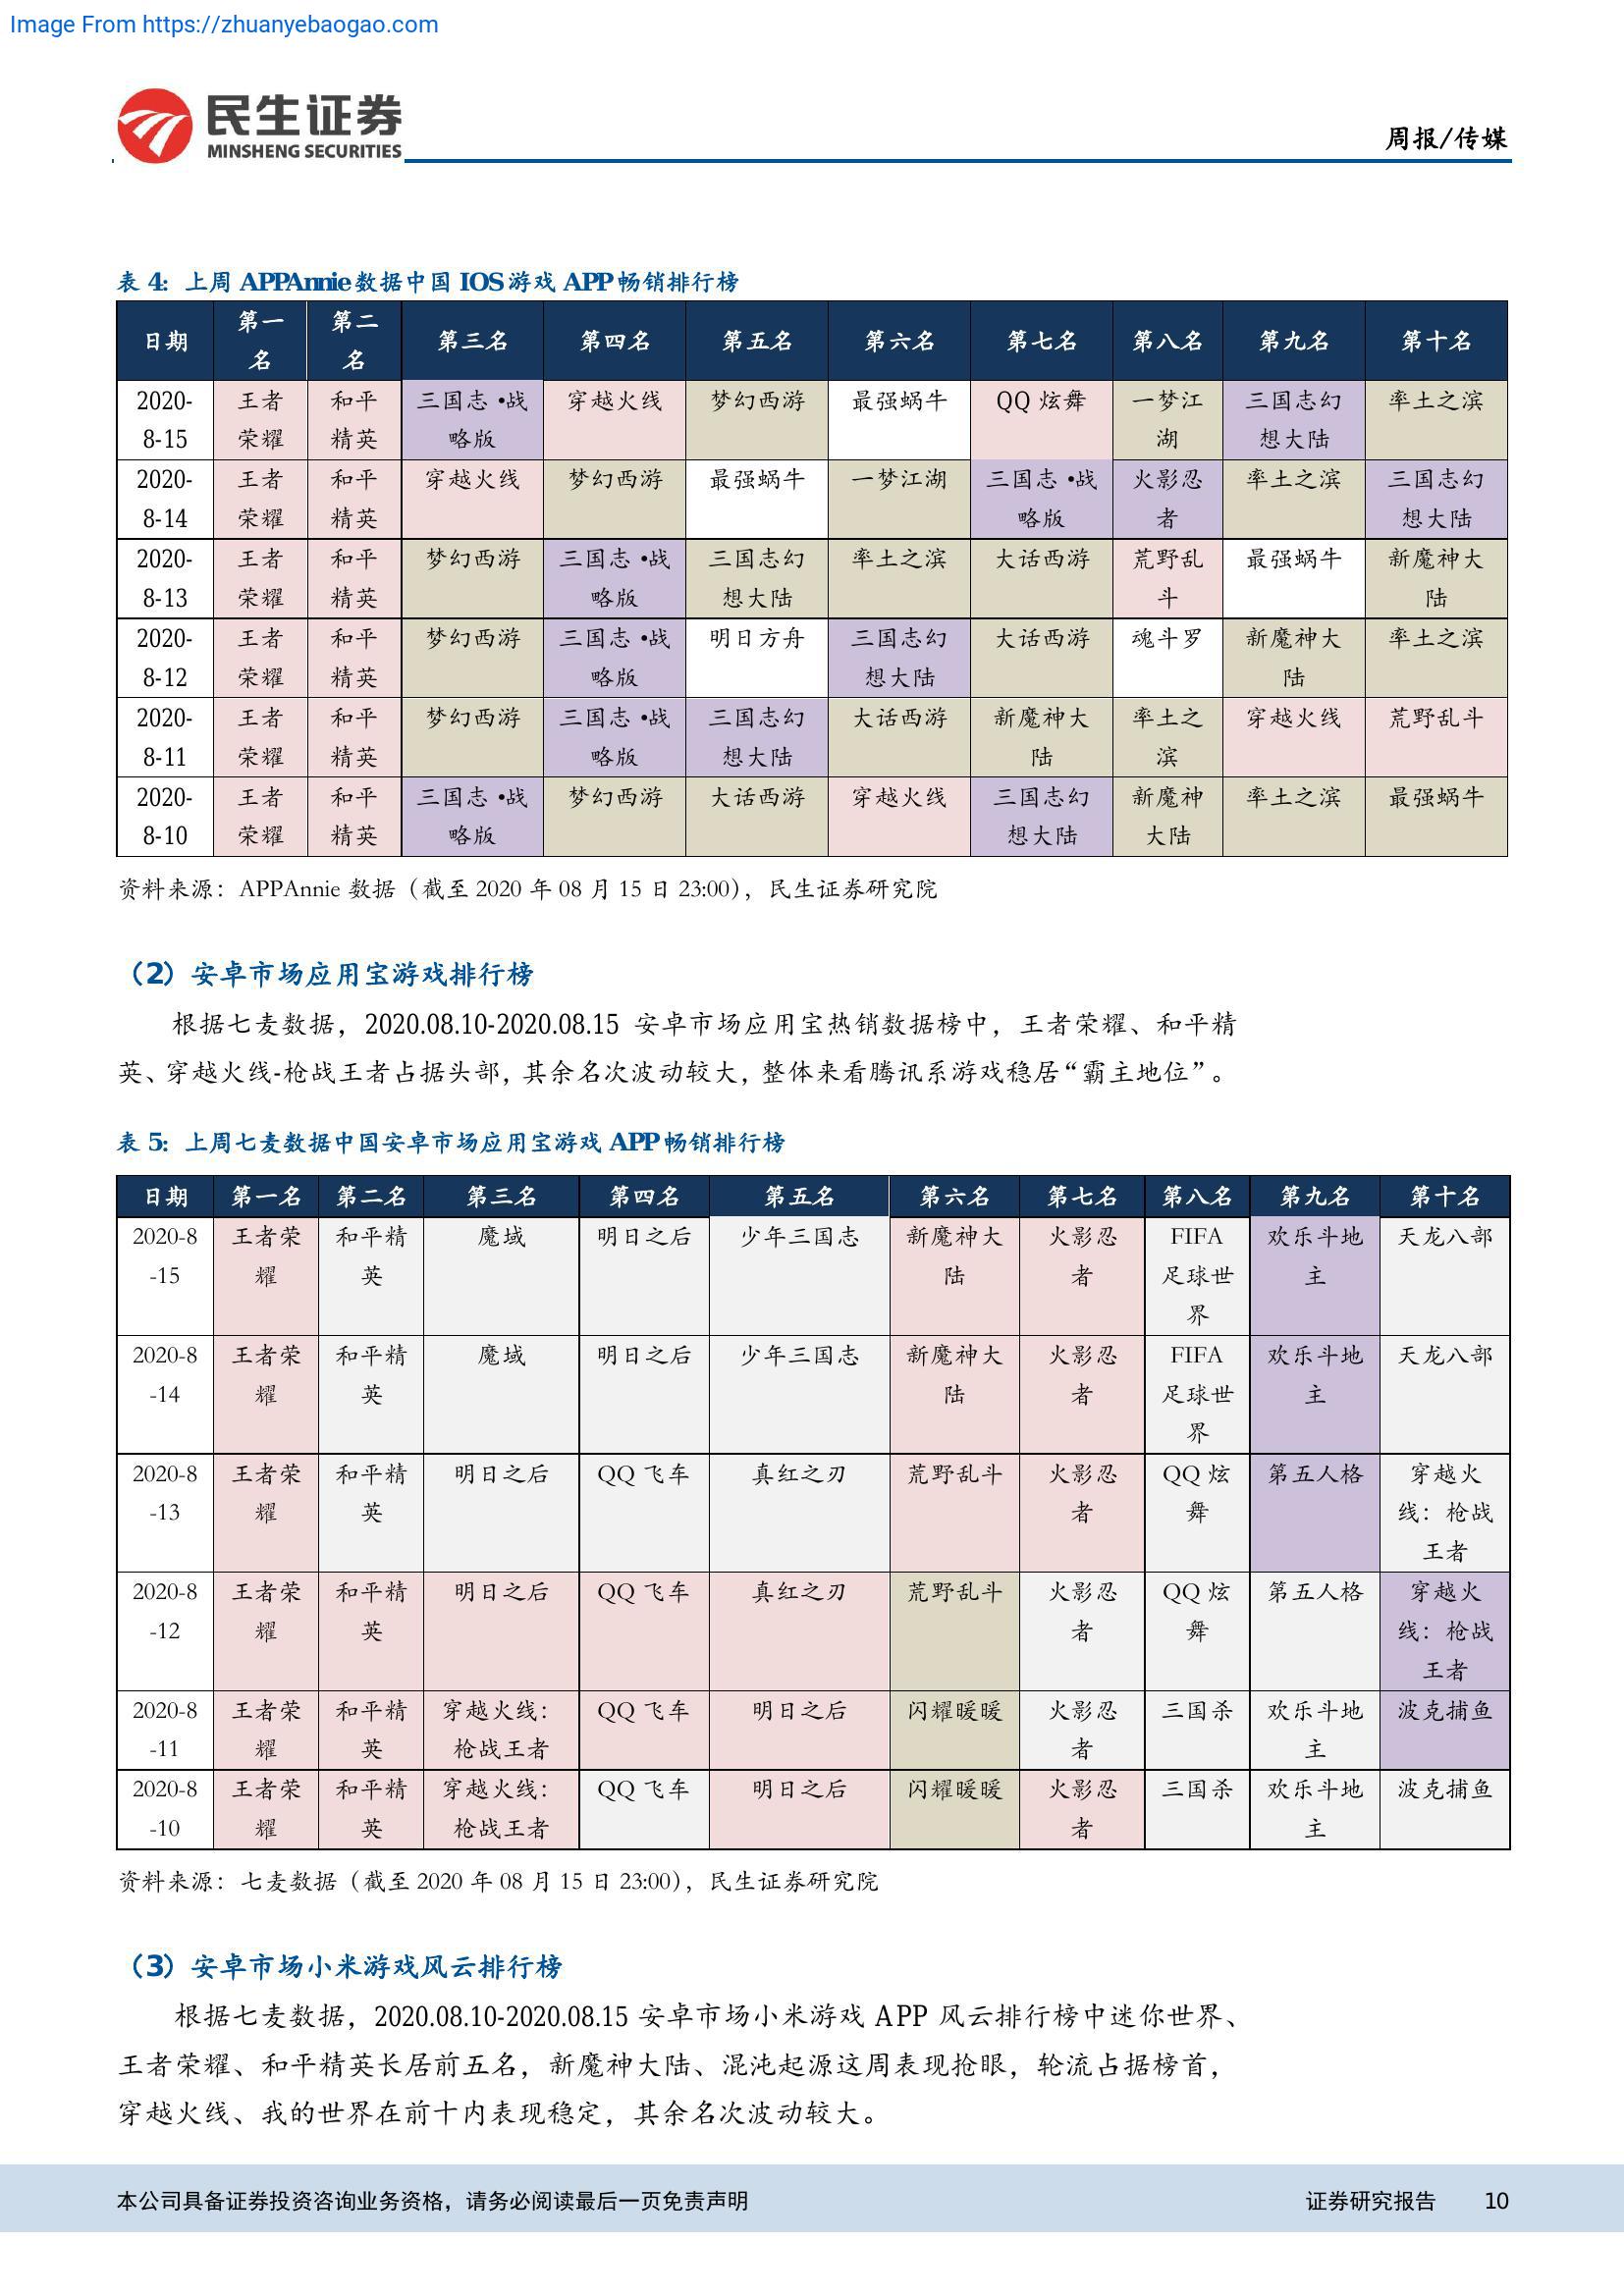 Image From https://zhuanyebaogao.com
民生证券
MINSHENG SECURITIES
周报/传媒
表 4：上周 APPAnnie 数据中国 IOS 游戏 APP 畅销排行榜
日期 第一名 第二名 第三名 第四名 第五名 第六名 第七名 第八名 第九名 第十名
2020-8-15 王者荣耀 和平精英 三国志·战略版 穿越火线 梦幻西游 最强蜗牛 QQ 炫舞 一梦江湖 三国志幻想大陆 率土之滨
2020-8-14 王者荣耀 和平精英 穿越火线 梦幻西游 最强蜗牛 一梦江湖 三国志·战略版 火影忍者 率土之滨 三国志幻想大陆
2020-8-13 王者荣耀 和平精英 梦幻西游 三国志·战略版 三国志幻想大陆 率土之滨 大话西游 荒野乱斗 最强蜗牛 新魔神大陆
2020-8-12 王者荣耀 和平精英 梦幻西游 三国志·战略版 明日方舟 三国志幻想大陆 大话西游 魂斗罗 新魔神大陆 率土之滨
2020-8-11 王者荣耀 和平精英 梦幻西游 三国志·战略版 三国志幻想大陆 大话西游 新魔神大陆 率土之滨 穿越火线 荒野乱斗
2020-8-10 王者荣耀 和平精英 三国志·战略版 梦幻西游 大话西游 穿越火线 三国志幻想大陆 新魔神大陆 率土之滨 最强蜗牛
资料来源：APPAnnie 数据（截至 2020 年 08 月 15 日 23:00），民生证券研究院
（2）安卓市场应用宝游戏排行榜
根据七麦数据，2020.08.10-2020.08.15 安卓市场应用宝热销数据榜中，王者荣耀、和平精
英、穿越火线-枪战王者占据头部，其余名次波动较大，整体来看腾讯系游戏稳居“霸主地位”。
表 5：上周七麦数据中国安卓市场应用宝游戏 APP 畅销排行榜
日期 第一名 第二名 第三名 第四名 第五名 第六名 第七名 第八名 第九名 第十名
2020-8-15 王者荣耀 和平精英 魔域 明日之后 少年三国志 新魔神大陆 火影忍者 FIFA 足球世界 欢乐斗地主 天龙八部
2020-8-14 王者荣耀 和平精英 魔域 明日之后 少年三国志 新魔神大陆 火影忍者 FIFA 足球世界 欢乐斗地主 天龙八部
2020-8-13 王者荣耀 和平精英 明日之后 QQ 飞车 真红之刃 荒野乱斗 火影忍者 QQ 炫舞 第五人格 穿越火线：枪战王者
2020-8-12 王者荣耀 和平精英 明日之后 QQ 飞车 真红之刃 荒野乱斗 火影忍者 QQ 炫舞 第五人格 穿越火线：枪战王者
2020-8-11 王者荣耀 和平精英 穿越火线：枪战王者 QQ 飞车 明日之后 闪耀暖暖 火影忍者 三国杀 欢乐斗地主 波克捕鱼
2020-8-10 王者荣耀 和平精英 穿越火线：枪战王者 QQ 飞车 明日之后 闪耀暖暖 火影忍者 三国杀 欢乐斗地主 波克捕鱼
资料来源：七麦数据（截至 2020 年 08 月 15 日 23:00），民生证券研究院
（3）安卓市场小米游戏风云排行榜
根据七麦数据，2020.08.10-2020.08.15 安卓市场小米游戏 APP 风云排行榜中迷你世界、
王者荣耀、和平精英长居前五名，新魔神大陆、混沌起源这周表现抢眼，轮流占据榜首，
穿越火线、我的世界在前十内表现稳定，其余名次波动较大。
本公司具备证券投资咨询业务资格，请务必阅读最后一页免责声明
证券研究报告 10